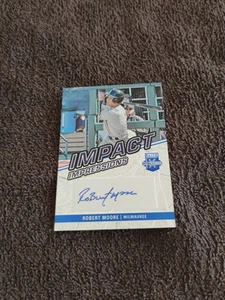 IMPACT
IMPRESSIONS
Robert Moore
ROBERT MOORE | MILWAUKEE